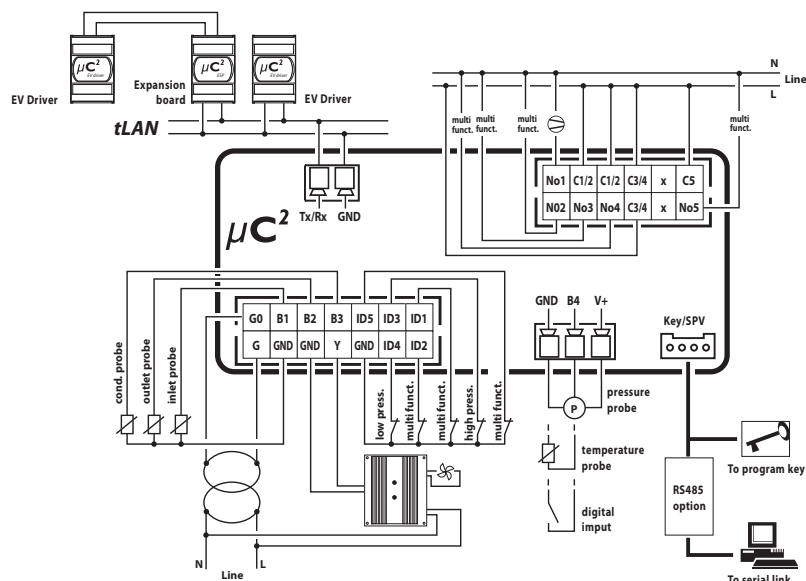 µC²
EV driver
µC²
EXP
µC²
EV driver
EV Driver
Expansion
board
EV Driver
tLAN
N
Line
L
multi
funct.
multi
funct.
multi
funct.
multi
funct.
No1 C1/2 C1/2 C3/4 x C5
N02 No3 No4 C3/4 x No5
Tx/Rx GND
µC²
G0 B1 B2 B3 ID5 ID3 ID1
G GND GND Y GND ID4 ID2
GND B4 V+
Key/SPV
cond. probe
outlet probe
inlet probe
low press.
multi funct.
multi funct.
high press.
multi funct.
P
pressure
probe
temperature
probe
digital
imput
To program key
RS485
option
To serial link
N L
Line